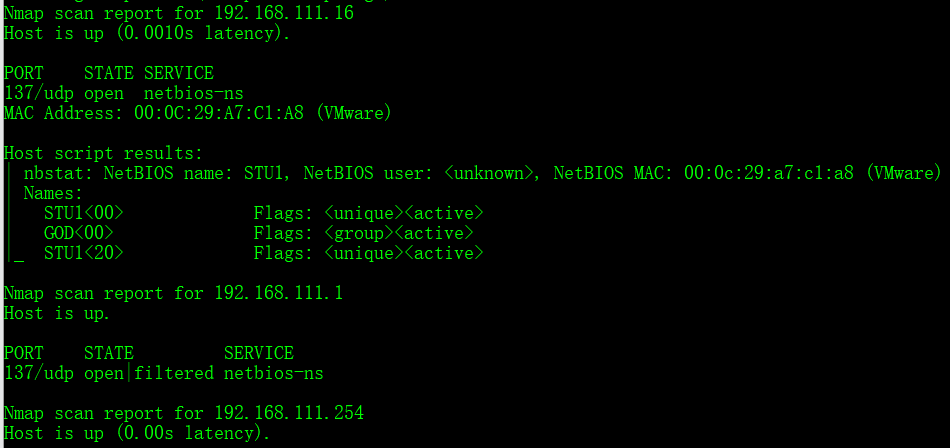 Nmap scan report for 192.168.111.16
Host is up (0.0010s latency).
PORT    STATE SERVICE
137/udp open  netbios-ns
MAC Address: 00:0C:29:A7:C1:A8 (VMware)
Host script results:
| nbstat: NetBIOS name: STU1, NetBIOS user: <unknown>, NetBIOS MAC: 00:0c:29:a7:c1:a8 (VMware)
| Names:
|   STU1<00>             Flags: <unique><active>
|   GOD<00>              Flags: <group><active>
|_  STU1<20>             Flags: <unique><active>
Nmap scan report for 192.168.111.1
Host is up.
PORT    STATE         SERVICE
137/udp open|filtered netbios-ns
Nmap scan report for 192.168.111.254
Host is up (0.00s latency).